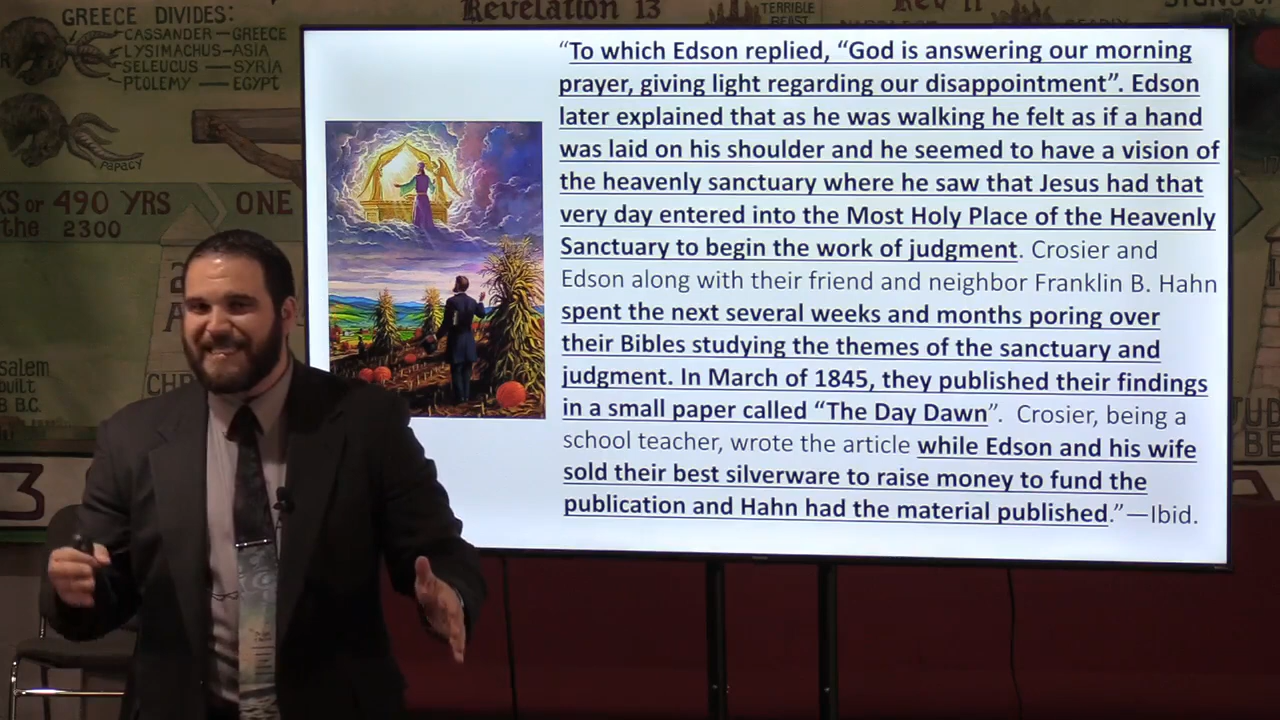 GREECE DIVIDES:
CASSANDER — GREECE
LYSIMACHUS — ASIA
SELEUCUS — SYRIA
PTOLEMY — EGYPT
PAPACY
Revelation 13
TERRIBLE
BEAST
KS or 490 YRS
the 2300
ONE
3
“To which Edson replied, “God is answering our morning
prayer, giving light regarding our disappointment”. Edson
later explained that as he was walking he felt as if a hand
was laid on his shoulder and he seemed to have a vision of
the heavenly sanctuary where he saw that Jesus had that
very day entered into the Most Holy Place of the Heavenly
Sanctuary to begin the work of judgment. Crosier and
Edson along with their friend and neighbor Franklin B. Hahn
spent the next several weeks and months poring over
their Bibles studying the themes of the sanctuary and
judgment. In March of 1845, they published their findings
in a small paper called “The Day Dawn”. Crosier, being a
school teacher, wrote the article while Edson and his wife
sold their best silverware to raise money to fund the
publication and Hahn had the material published.”—Ibid.